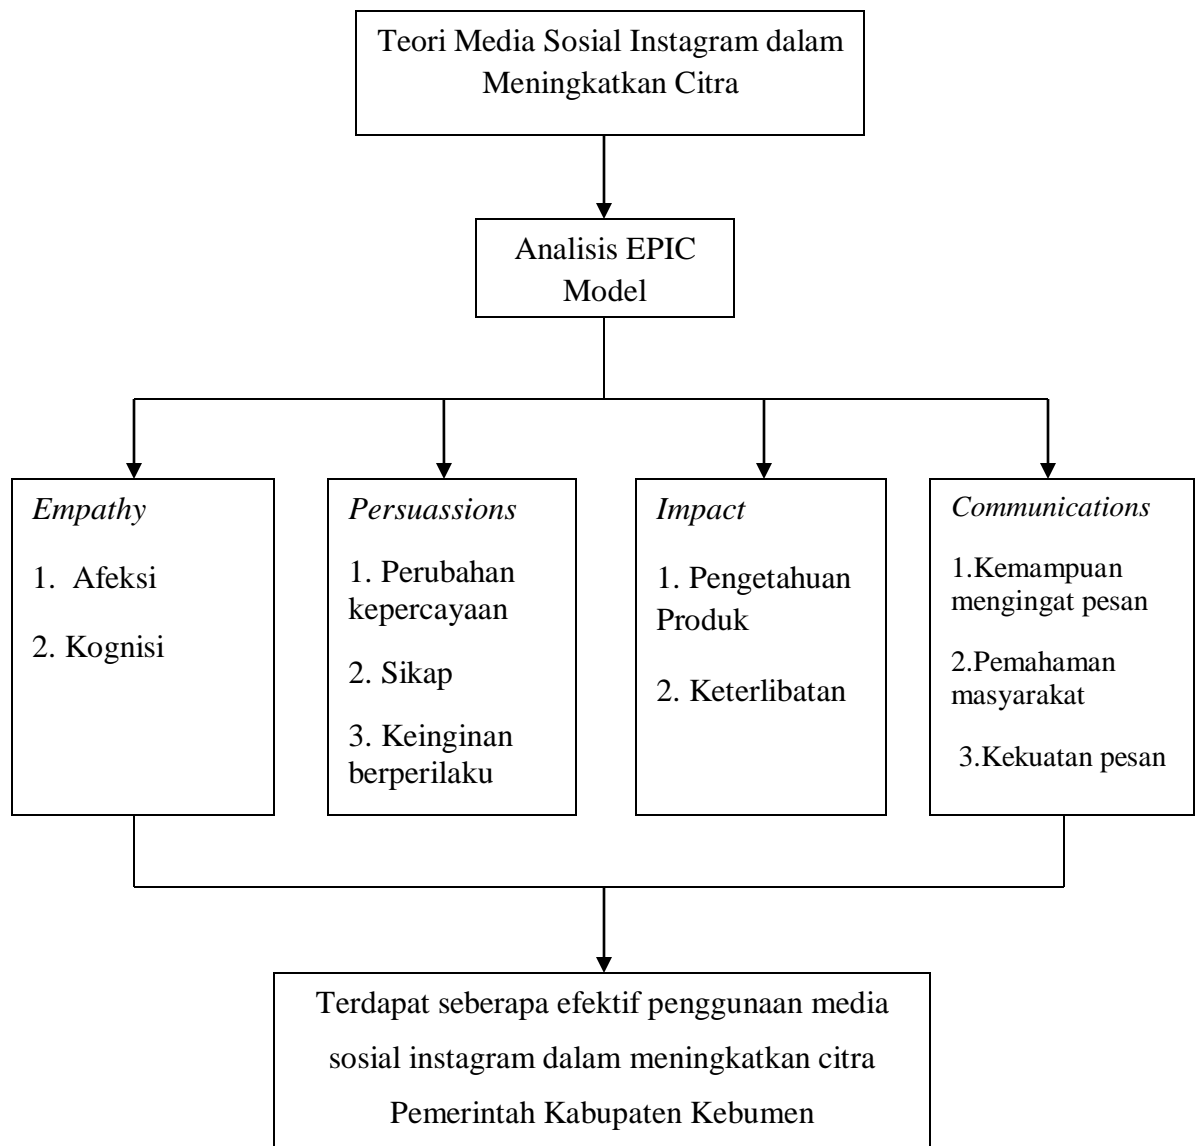 Teori Media Sosial Instagram dalam
Meningkatkan Citra
Analisis EPIC
Model
Empathy
1. Afeksi
2. Kognisi
Persuassions
1. Perubahan
kepercayaan
2. Sikap
3. Keinginan
berperilaku
Impact
1. Pengetahuan
Produk
2. Keterlibatan
Communications
1.Kemampuan
mengingat pesan
2.Pemahaman
masyarakat
3.Kekuatan pesan
Terdapat seberapa efektif penggunaan media
sosial instagram dalam meningkatkan citra
Pemerintah Kabupaten Kebumen